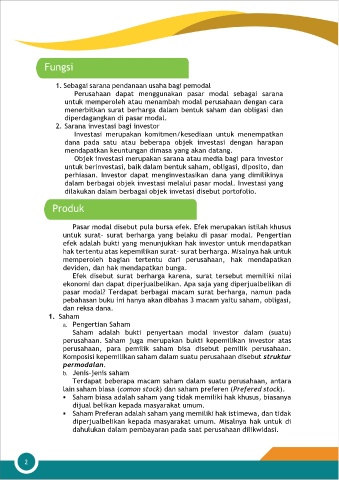 Fungsi
1. Sebagai sarana pendanaan usaha bagi pemodal
Perusahaan dapat menggunakan pasar modal sebagai sarana
untuk memperoleh atau menambah modal perusahaan dengan cara
menerbitkan surat berharga dalam bentuk saham dan obligasi dan
diperdagangkan di pasar modal.
2. Sarana investasi bagi investor
Investasi merupakan komitmen/kesediaan untuk menempatkan
dana pada satu atau beberapa objek investasi dengan harapan
mendapatkan keuntungan dimasa yang akan datang.
Objek investasi merupakan sarana atau media bagi para investor
untuk berinvestasi, baik dalam bentuk saham, obligasi, diposito, dan
perhiasan. Investor dapat menginvestasikan dana yang dimilikinya
dalam berbagai objek investasi melalui pasar modal. Investasi yang
dilakukan dalam berbagai objek invetasi disebut portofolio.
Produk
Pasar modal disebut pula bursa efek. Efek merupakan istilah khusus
untuk surat- surat berharga yang belaku di pasar modal. Pengertian
efek adalah bukti yang menunjukkan hak investor untuk mendapatkan
hak tertentu atas kepemilikan surat- surat berharga. Misalnya hak untuk
memperoleh bagian tertentu dari perusahaan, hak mendapatkan
deviden, dan hak mendapatkan bunga.
Efek disebut surat berharga karena, surat tersebut memiliki nilai
ekonomi dan dapat diperjualbelikan. Apa saja yang diperjualbelikan di
pasar modal? Terdapat berbagai macam surat berharga, namun pada
pebahasan buku ini hanya akan dibahas 3 macam yaitu saham, obligasi,
dan reksa dana.
1. Saham
a. Pengertian Saham
Saham adalah bukti penyertaan modal investor dalam (suatu)
perusahaan. Saham juga merupakan bukti kepemilikan investor atas
perusahaan, para pemilik saham bisa disebut pemilik perusahaan.
Komposisi kepemilikan saham dalam suatu perusahaan disebut struktur
permodalan.
b. Jenis-jenis saham
Terdapat beberapa macam saham dalam suatu perusahaan, antara
lain saham biasa (comon stock) dan saham preferen (Prefered stock).
• Saham biasa adalah saham yang tidak memiliki hak khusus, biasanya
dijual belikan kepada masyarakat umum.
• Saham Preferan adalah saham yang memiliki hak istimewa, dan tidak
diperjualbelikan kepada masyarakat umum. Misalnya hak untuk di
dahulukan dalam pembayaran pada saat perusahaan dilikwidasi.
2